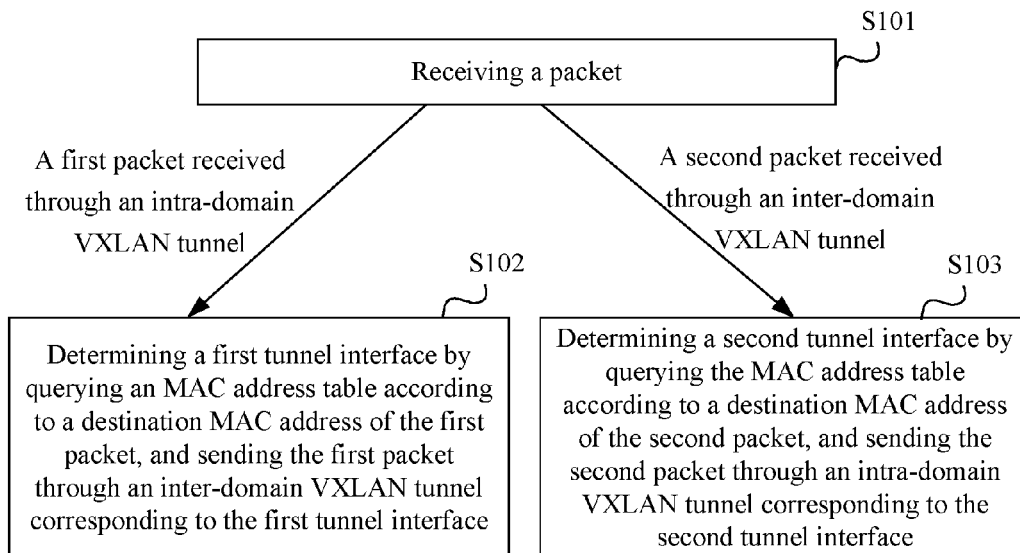 S101
Receiving a packet
A first packet received
through an intra-domain
VXLAN tunnel
A second packet received
through an inter-domain
VXLAN tunnel
S102
Determining a first tunnel interface by
querying an MAC address table according
to a destination MAC address of the first
packet, and sending the first packet
through an inter-domain VXLAN tunnel
corresponding to the first tunnel interface
S103
Determining a second tunnel interface by
querying the MAC address table
according to a destination MAC address
of the second packet, and sending the
second packet through an intra-domain
VXLAN tunnel corresponding to the
second tunnel interface